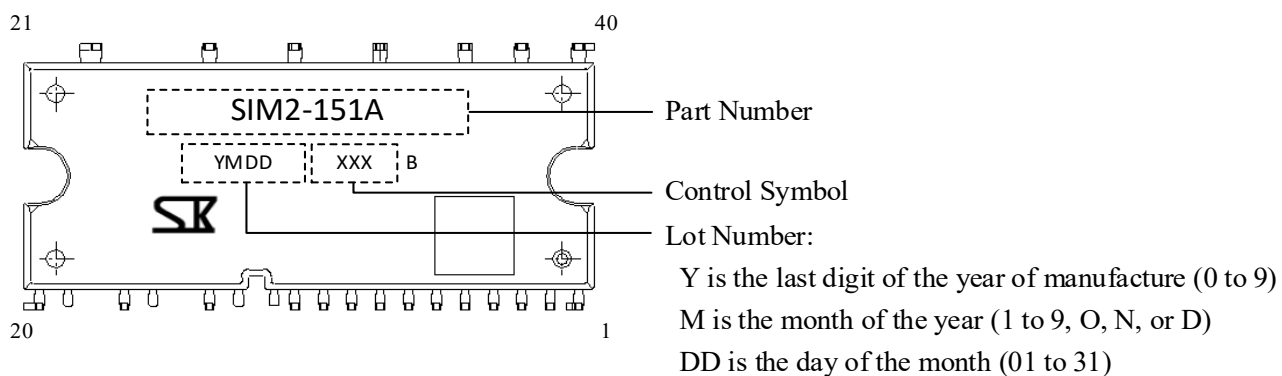 21 40
SIM2-151A
Part Number
YMDD XXX B
Control Symbol
SK
Lot Number:
Y is the last digit of the year of manufacture (0 to 9)
M is the month of the year (1 to 9, O, N, or D)
20 1
DD is the day of the month (01 to 31)